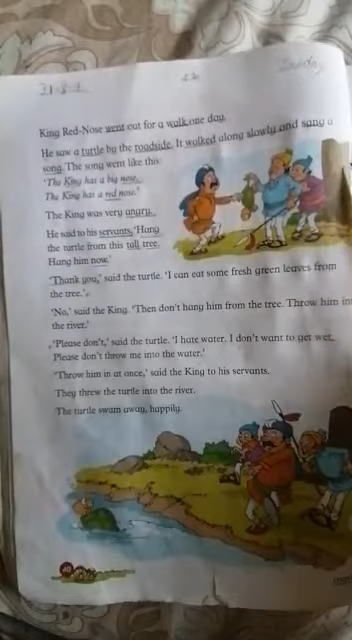 King Red-Nose went out for a walk one day.
He saw a turtle by the roadside. It walked along slowly and sang a
song. The song went like this:
'The King has a big nose.
The King has a red nose.'
The King was very angry.
He said to his servants, 'Hang
the turtle from this tall tree.
Hang him now.'
'Thank you,' said the turtle. 'I can eat some fresh green leaves from
the tree.'
'No,' said the King. 'Then don't hang him from the tree. Throw him into
the river.'
'Please don't,' said the turtle. 'I hate water. I don't want to get wet.
Please don't throw me into the water.'
'Throw him in at once,' said the King to his servants.
They threw the turtle into the river.
The turtle swam away, happily.
40